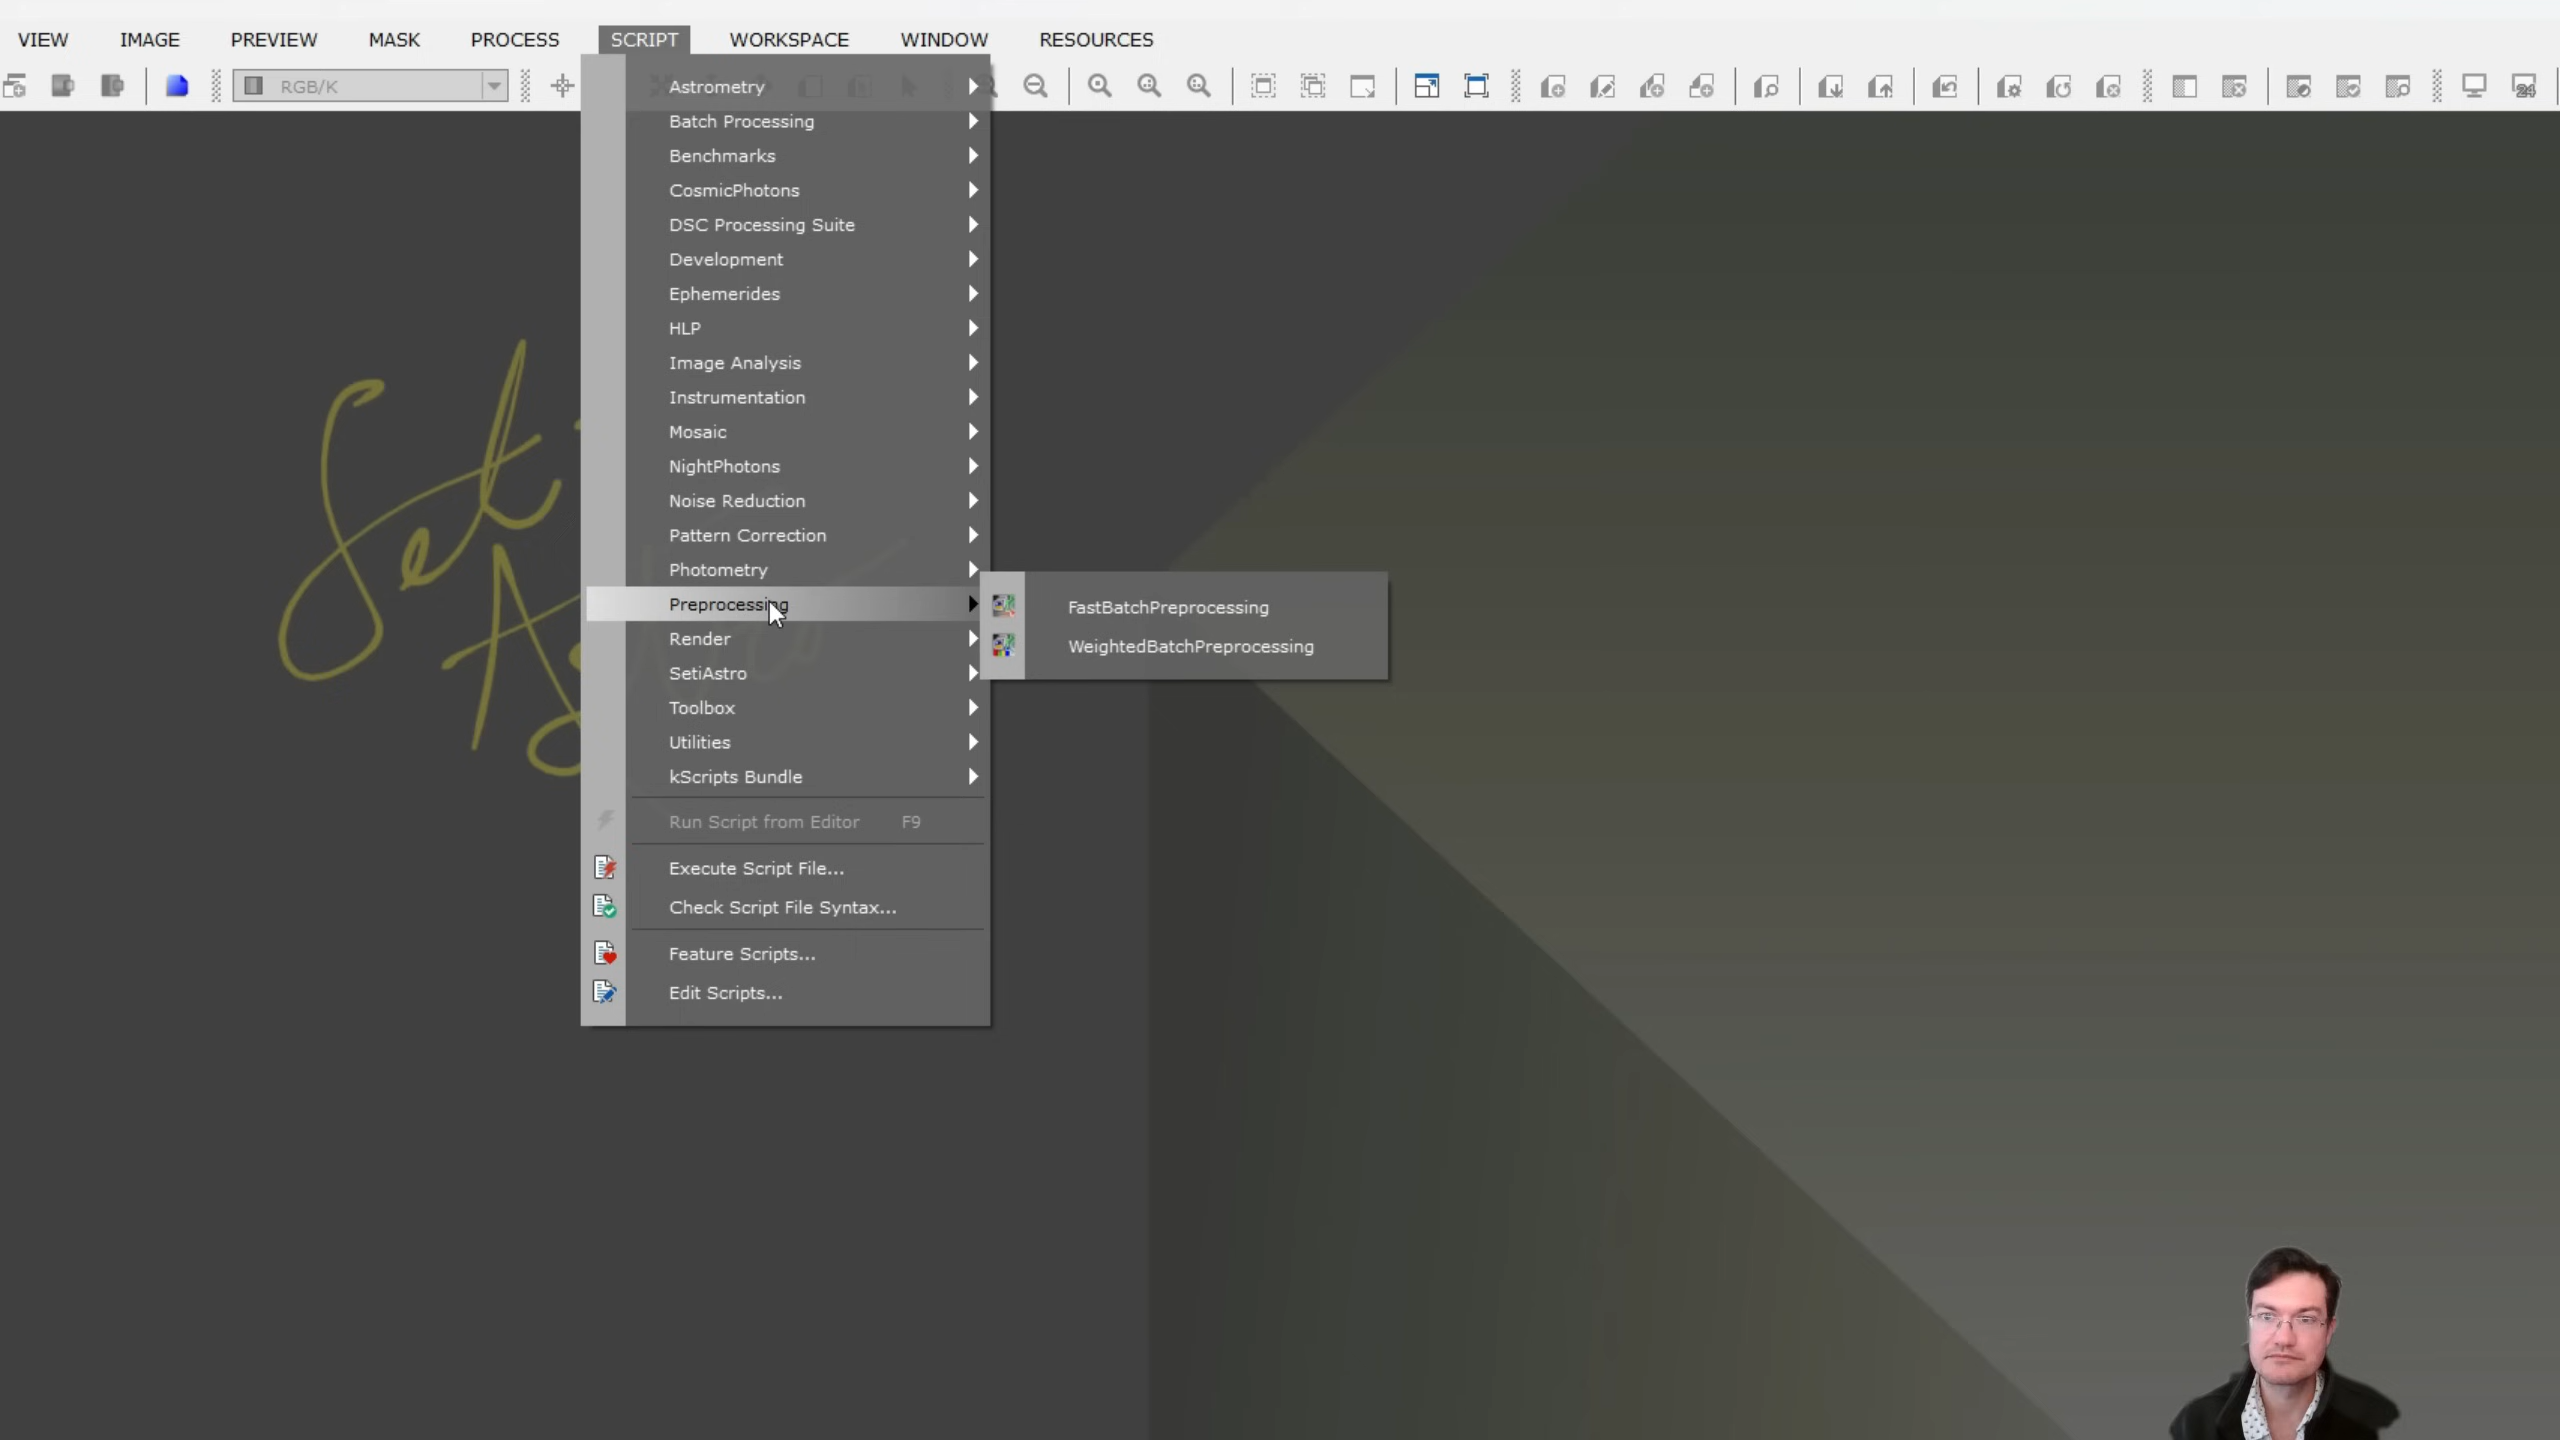 VIEW IMAGE PREVIEW MASK PROCESS SCRIPT WORKSPACE WINDOW RESOURCES
RGB/K
24
Astrometry
Batch Processing
Benchmarks
CosmicPhotons
DSC Processing Suite
Development
Ephemerides
HLP
Image Analysis
Instrumentation
Mosaic
NightPhotons
Noise Reduction
Pattern Correction
Photometry
Preprocessing
FastBatchPreprocessing
WeightedBatchPreprocessing
Render
SetiAstro
Toolbox
Utilities
kScripts Bundle
Run Script from Editor F9
Execute Script File...
Check Script File Syntax...
Feature Scripts...
Edit Scripts...
Seti